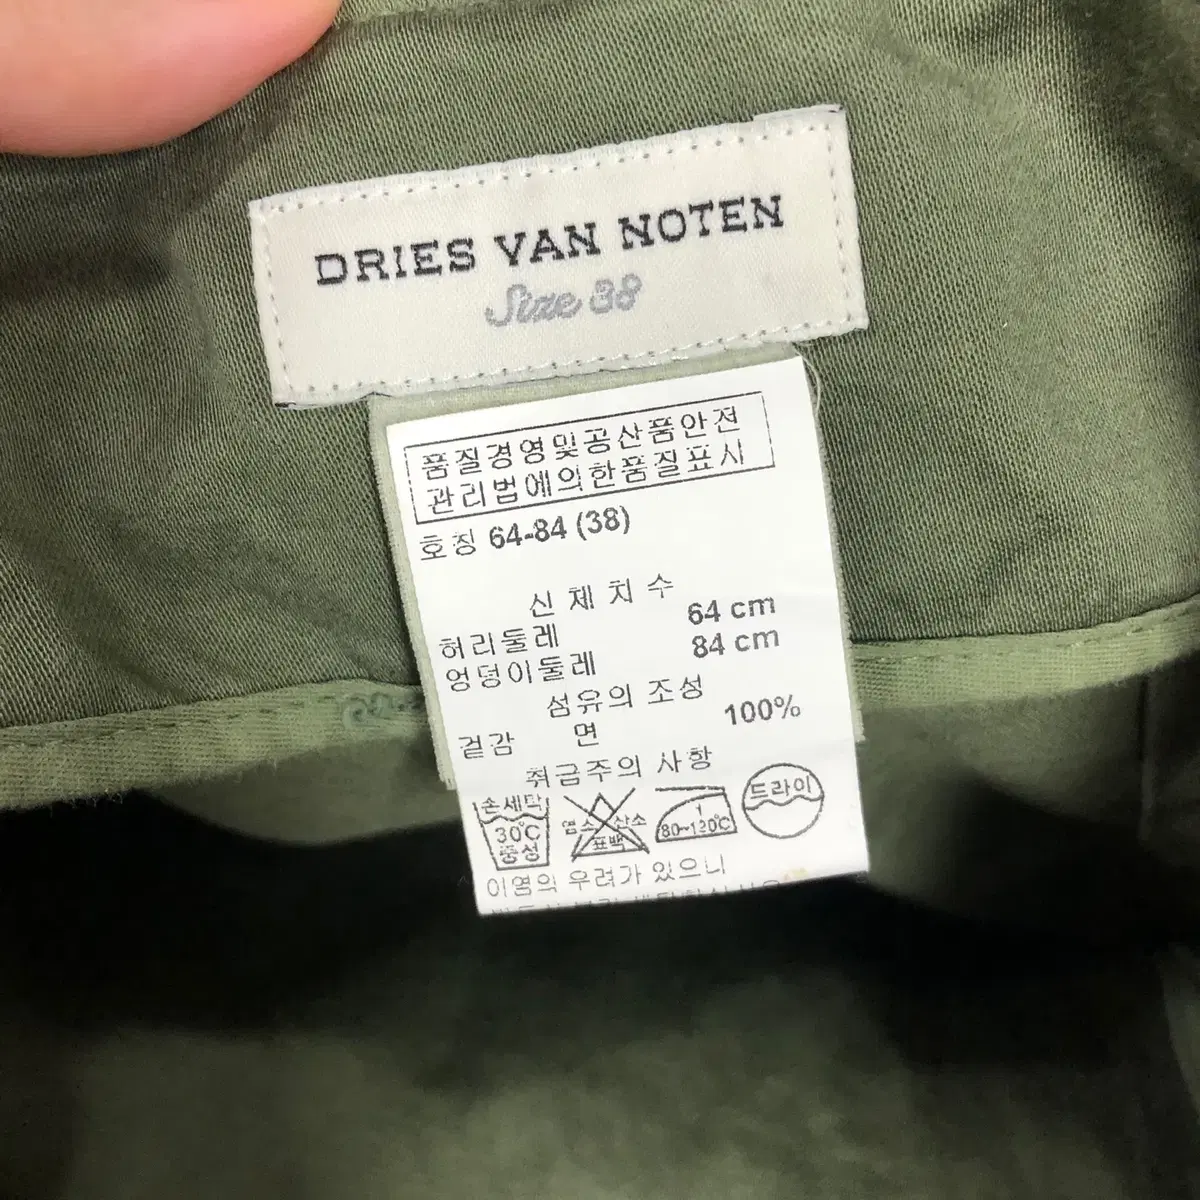 DRIES VAN NOTEN
Size 38
품질경영및공산품안전
관리법에의한품질표시
호칭 64-84 (38)
신체치수
허리둘레 64 cm
엉덩이둘레 84 cm
섬유의 조성
겉감 면 100%
취급주의 사항
손세탁
30℃
중성
염소 산소
표백
1
80~120℃
드라이
이염의 우려가 있으니